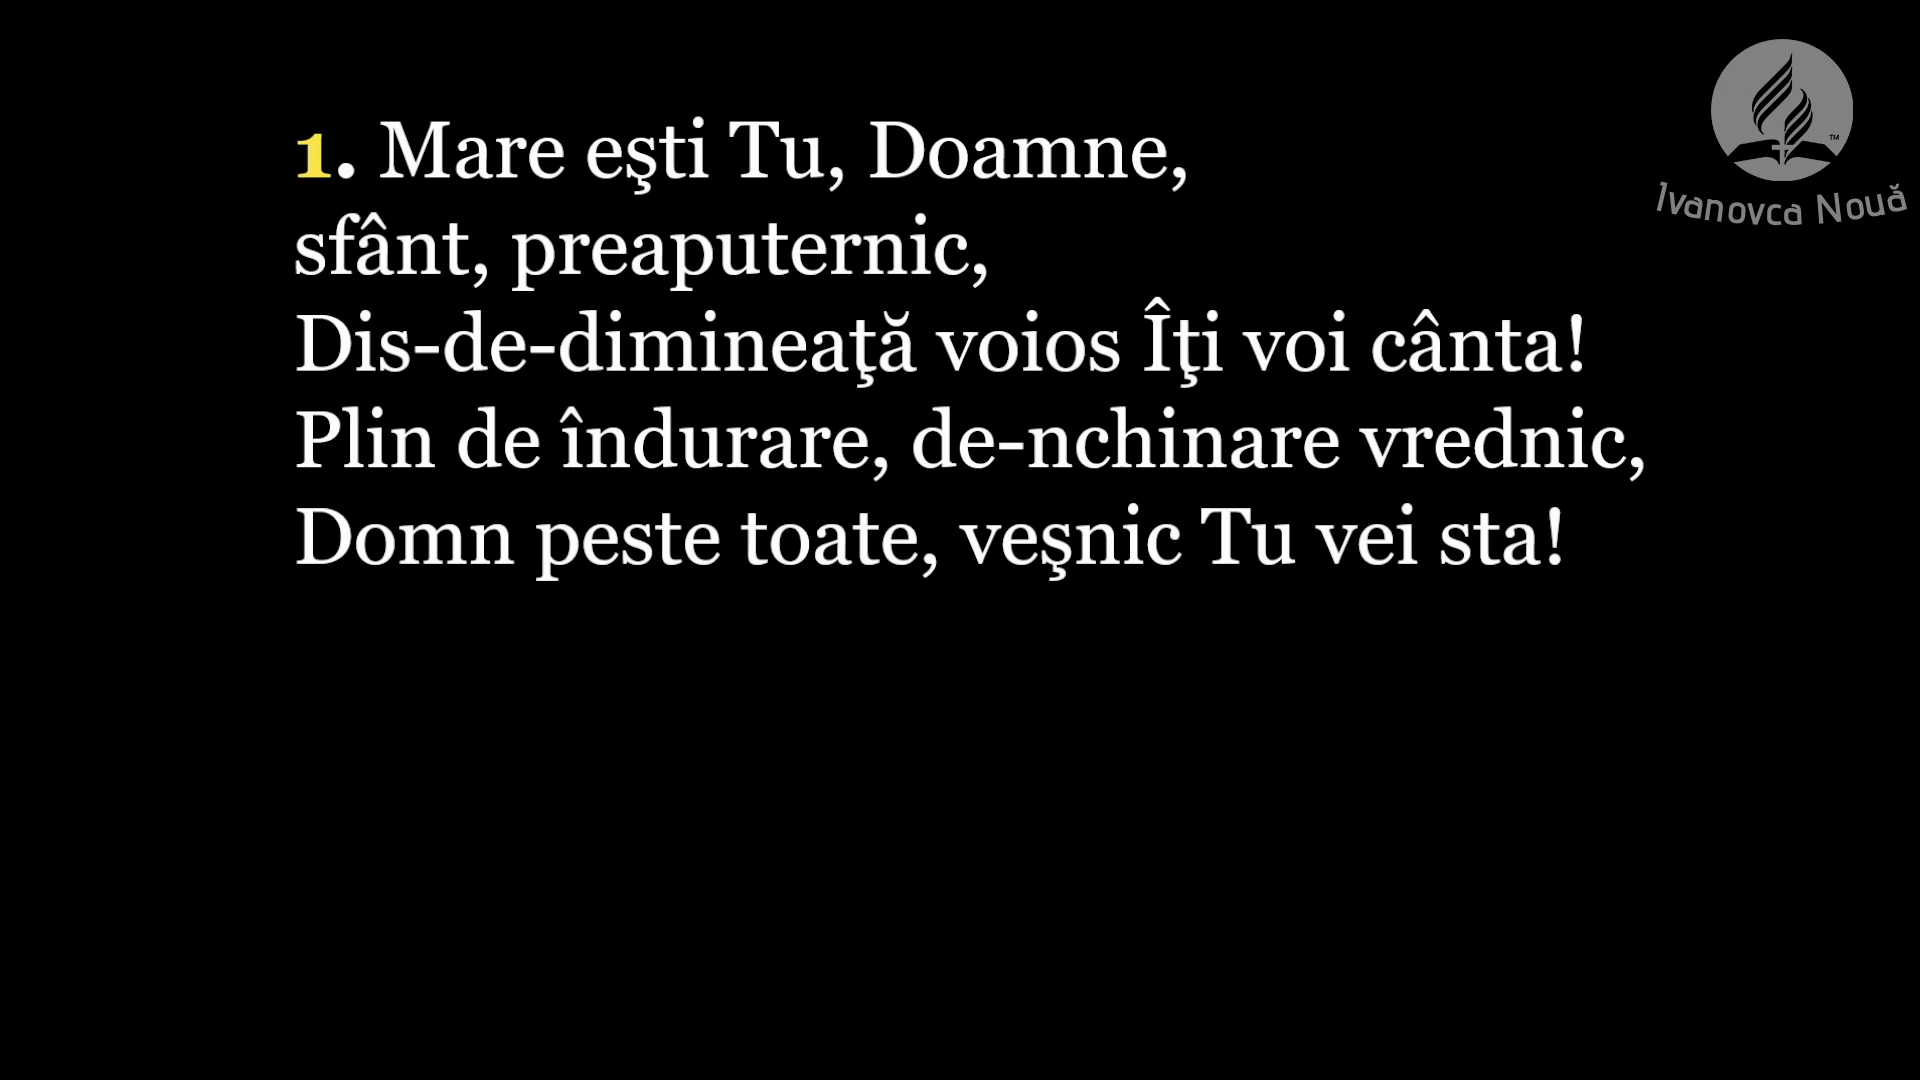 1. Mare eşti Tu, Doamne,
sfânt, preaputernic,
Dis-de-dimineaţă voios Îţi voi cânta!
Plin de îndurare, de-nchinare vrednic,
Domn peste toate, veşnic Tu vei sta!
TM
Ivanovca Nouă